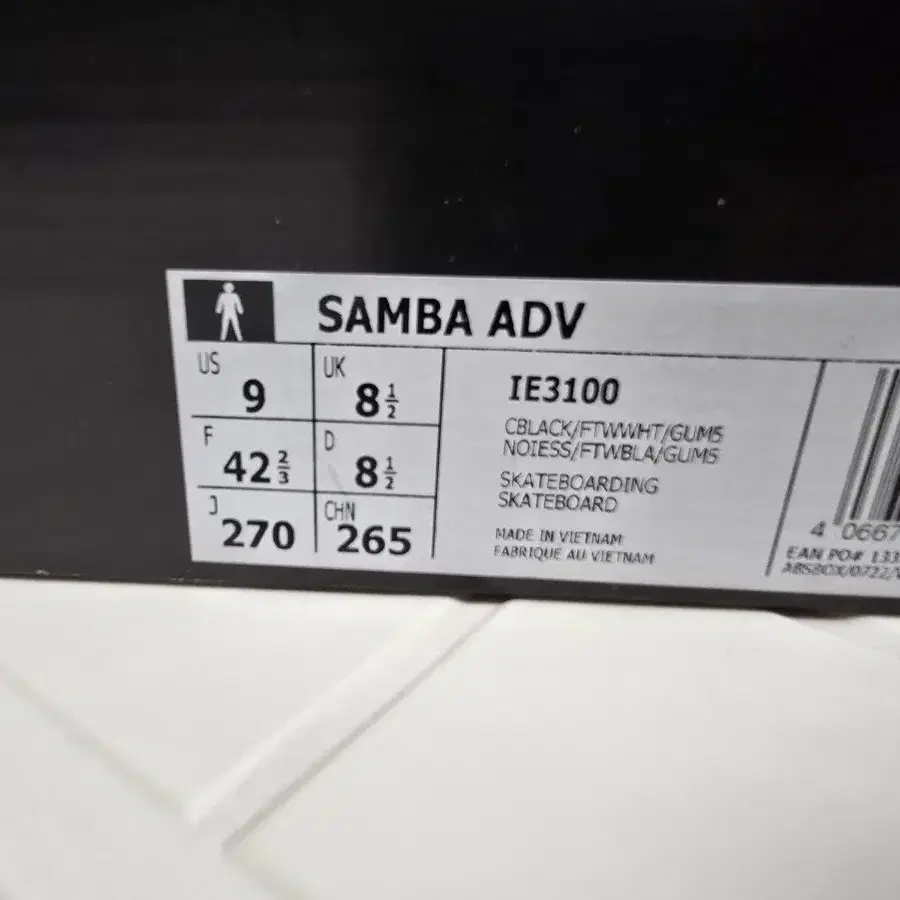 SAMBA ADV
US 9 UK 8 1/2
F 42 2/3 D 8 1/2
J 270 CHN 265
IE3100
CBLACK/FTWWHT/GUM5
NOIESS/FTWBLA/GUM5
SKATEBOARDING
SKATEBOARD
MADE IN VIETNAM
FABRIQUE AU VIETNAM
4 0667
EAN PO# 133